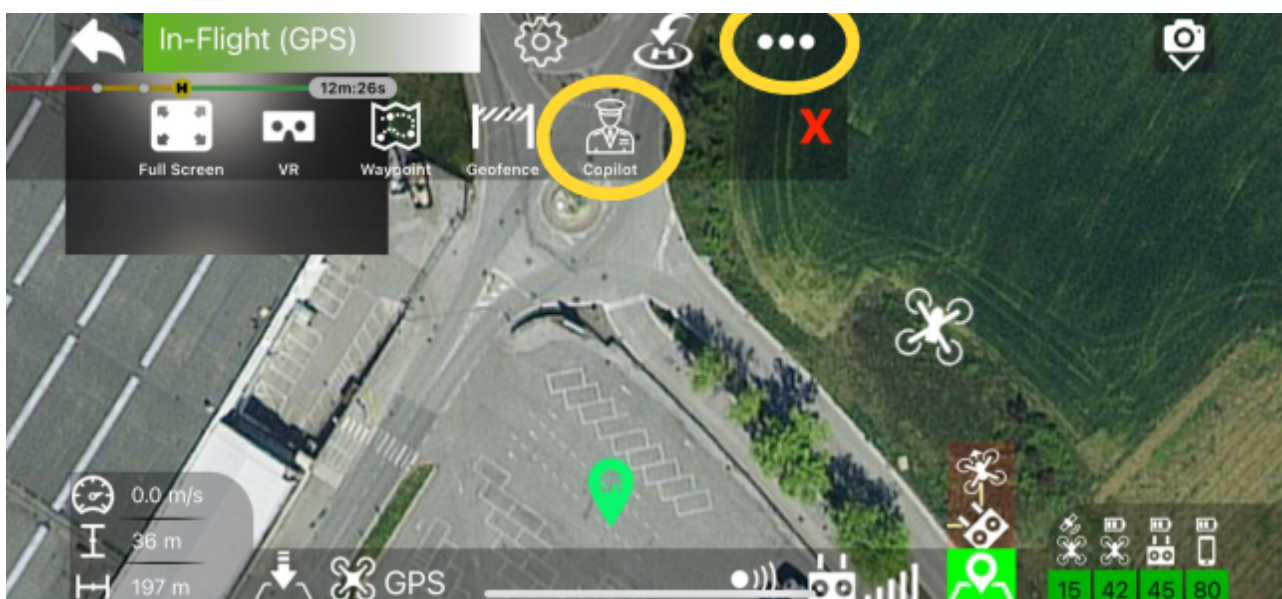 In-Flight (GPS)
H
12m:26s
X
Full Screen
VR
Waypoint
Geofence
Copilot
0.0 m/s
36 m
197 m
GPS
15
42
45
80